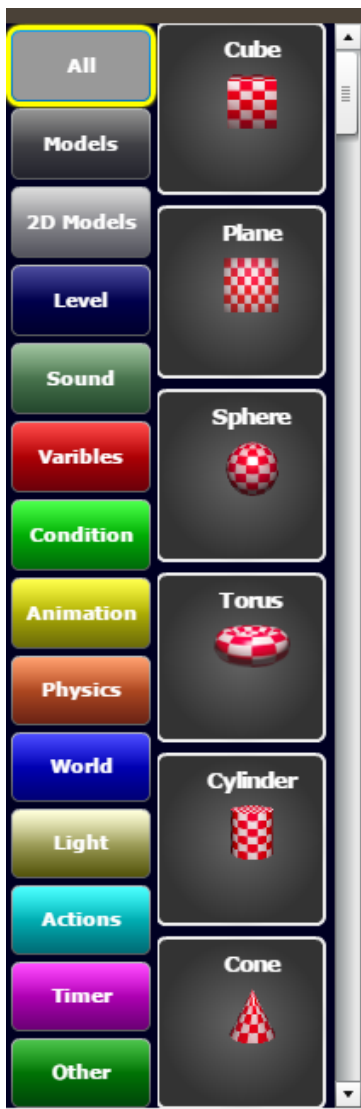 All
Models
2D Models
Level
Sound
Varibles
Condition
Animation
Physics
World
Light
Actions
Timer
Other
Cube
Plane
Sphere
Torus
Cylinder
Cone